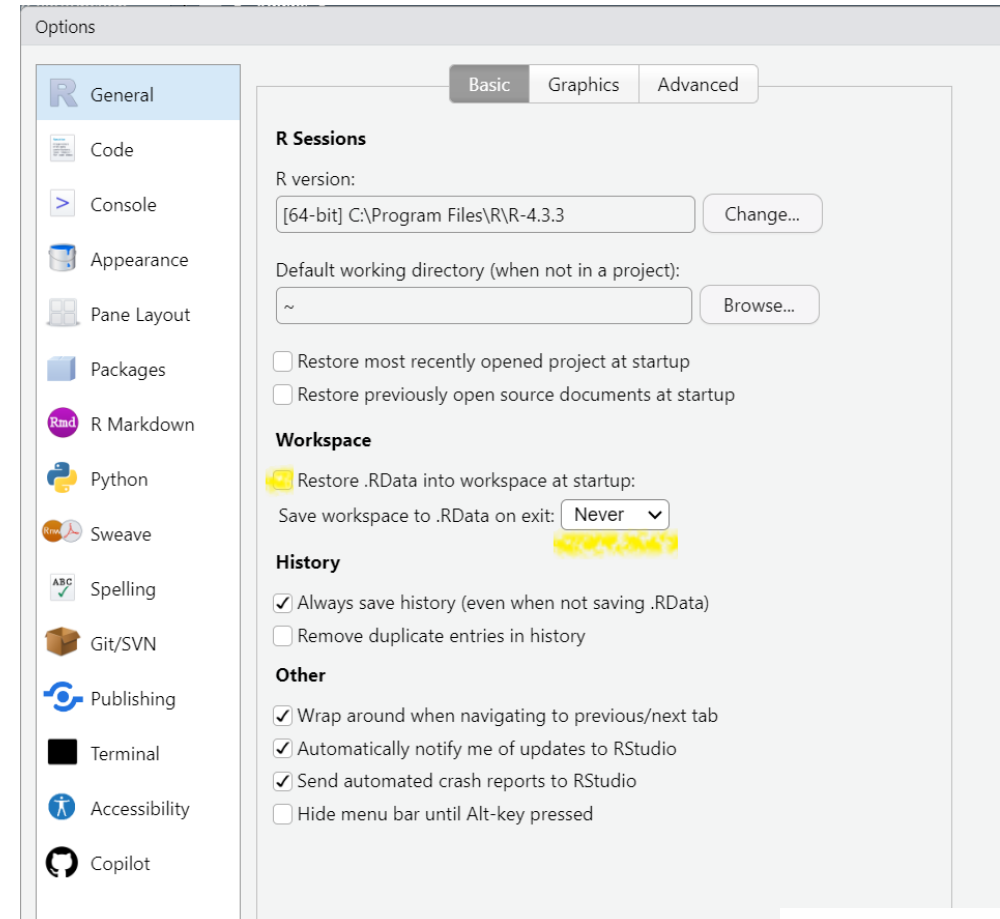 Options
General
Code
Console
Appearance
Pane Layout
Packages
Rmd R Markdown
Python
Sweave
ABC Spelling
Git/SVN
Publishing
Terminal
Accessibility
Copilot
Basic Graphics Advanced
R Sessions
R version:
[64-bit] C:\Program Files\R\R-4.3.3 Change...
Default working directory (when not in a project):
~ Browse...
Restore most recently opened project at startup
Restore previously open source documents at startup
Workspace
Restore .RData into workspace at startup:
Save workspace to .RData on exit: Never
History
Always save history (even when not saving .RData)
Remove duplicate entries in history
Other
Wrap around when navigating to previous/next tab
Automatically notify me of updates to RStudio
Send automated crash reports to RStudio
Hide menu bar until Alt-key pressed